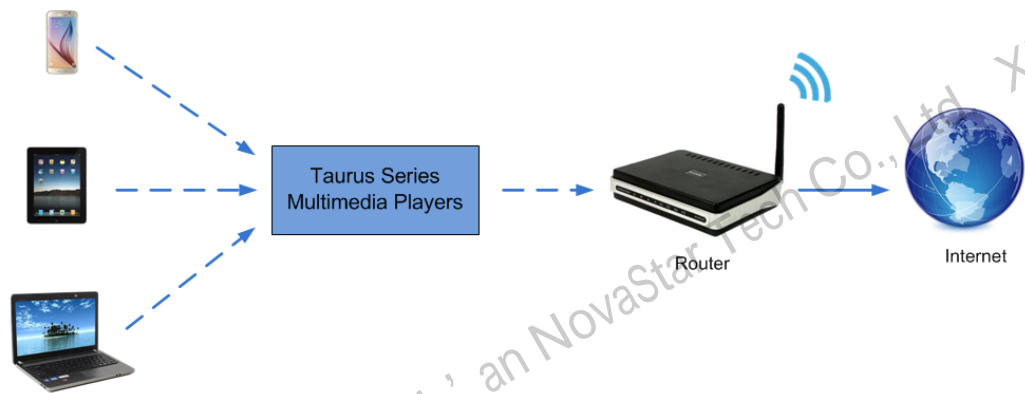 Taurus Series
Multimedia Players
Router
Internet
’an NovaStar Tech Co., Ltd. X